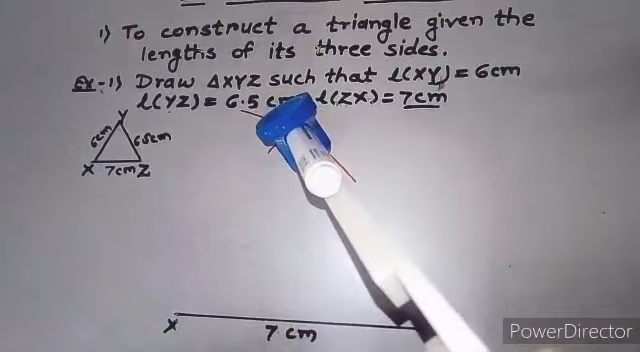 1) To construct a triangle given the
lengths of its three sides.
Ex-1) Draw ΔXYZ such that l(XY) = 6cm
l(YZ) = 6.5 cm l(ZX) = 7cm
Y
6cm 6.5cm
X 7cm Z
X
7 cm
PowerDirector